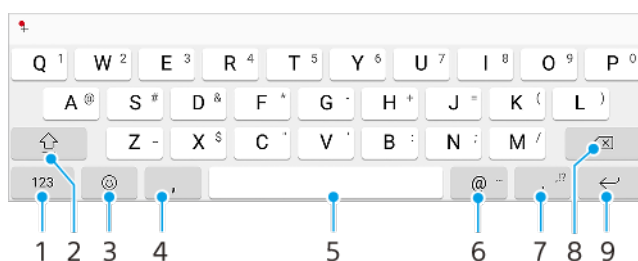 Q 1 W 2 E 3 R 4 T 5 Y 6 U 7 I 8 O 9 P 0
A @ S # D & F * G - H + J = K ( L )
Z _ X $ C " V ' B : N ; M /
123 , @ ... . ,!?
1 2 3 4 5 6 7 8 9